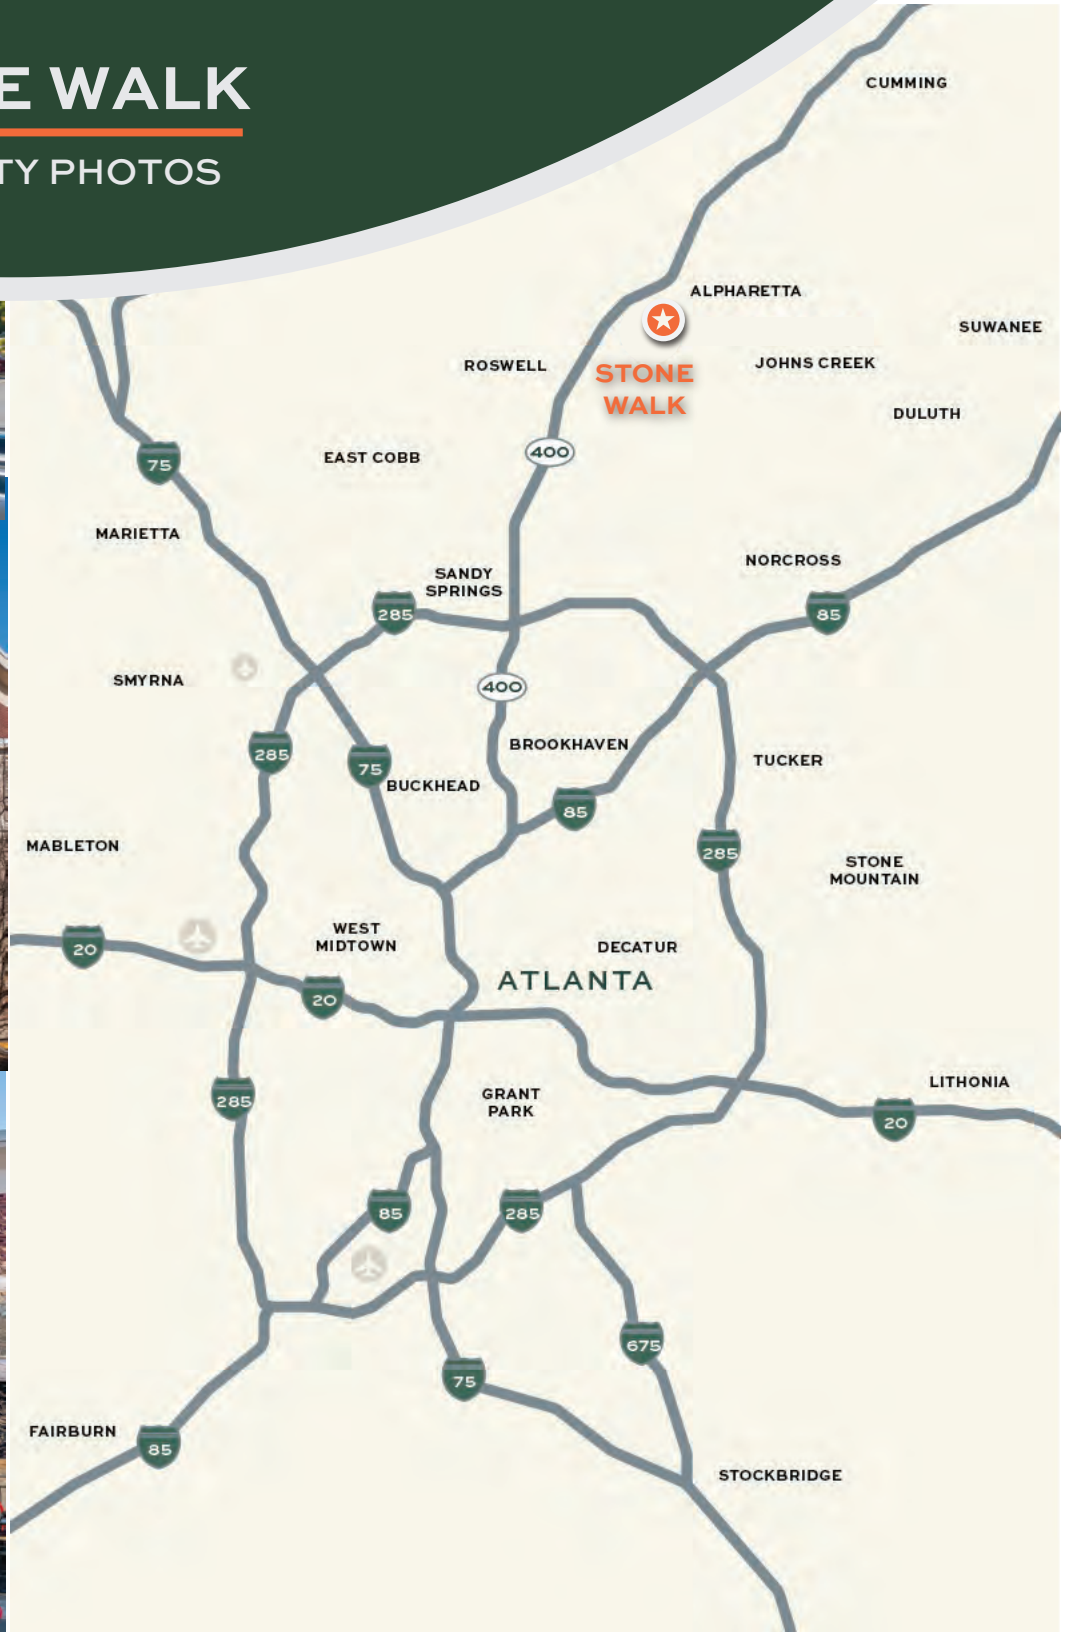 E WALK
TY PHOTOS
CUMMING
ALPHARETTA
SUWANEE
ROSWELL
JOHNS CREEK
STONE
WALK
DULUTH
400
EAST COBB
75
MARIETTA
NORCROSS
SANDY
SPRINGS
285
85
SMYRNA
400
BROOKHAVEN
285
75
TUCKER
BUCKHEAD
85
MABLETON
285
STONE
MOUNTAIN
WEST
MIDTOWN
20
DECATUR
ATLANTA
20
LITHONIA
GRANT
PARK
285
20
85
285
675
75
FAIRBURN
85
STOCKBRIDGE